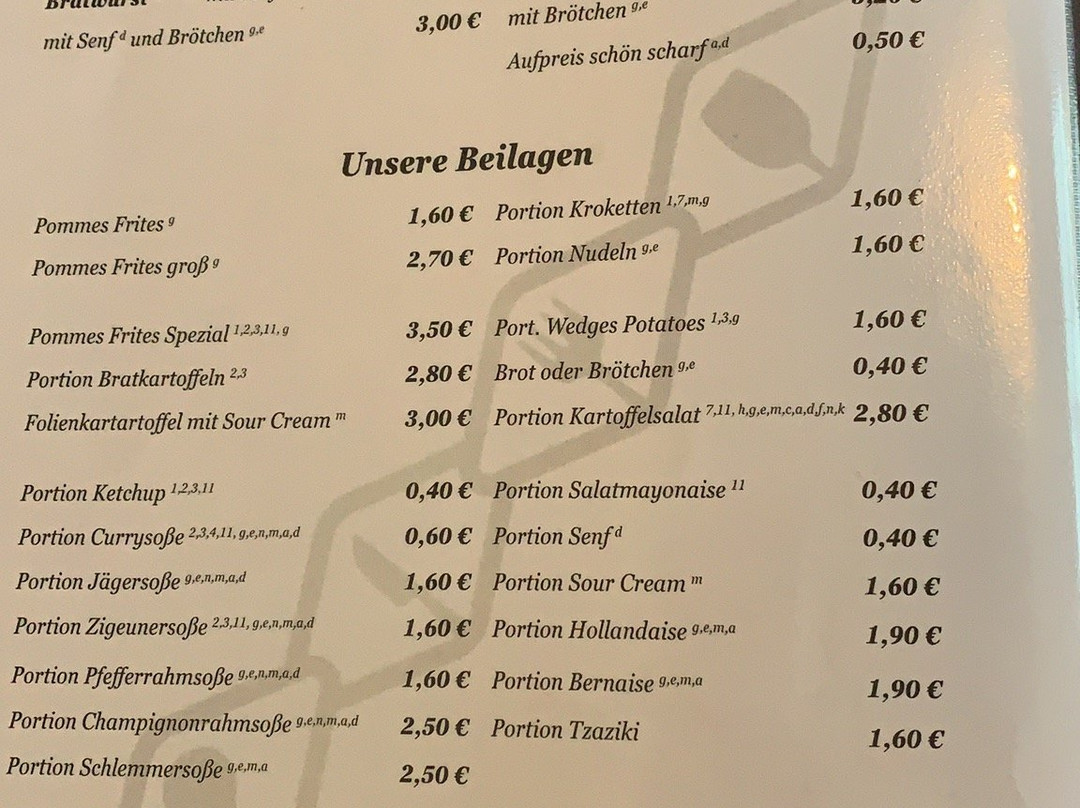 Bratwurst
mit Senf d und Brötchen g,e 3,00 €
mit Brötchen g,e
Aufpreis schön scharf a,d 0,50 €
Unsere Beilagen
Pommes Frites g 1,60 €
Pommes Frites groß g 2,70 €
Pommes Frites Spezial 1,2,3,11, g 3,50 €
Portion Bratkartoffeln 2,3 2,80 €
Folienkartartoffel mit Sour Cream m 3,00 €
Portion Ketchup 1,2,3,11 0,40 €
Portion Currysoße 2,3,4,11, g,e,n,m,a,d 0,60 €
Portion Jägersoße g,e,n,m,a,d 1,60 €
Portion Zigeunersoße 2,3,11, g,e,n,m,a,d 1,60 €
Portion Pfefferrahmsoße g,e,n,m,a,d 1,60 €
Portion Champignonrahmsoße g,e,n,m,a,d 2,50 €
Portion Schlemmersoße g,e,m,a 2,50 €
Portion Kroketten 1,7,m,g 1,60 €
Portion Nudeln g,e 1,60 €
Port. Wedges Potatoes 1,3,g 1,60 €
Brot oder Brötchen g,e 0,40 €
Portion Kartoffelsalat 7,11, h,g,e,m,c,a,d,f,n,k 2,80 €
Portion Salatmayonaise 11 0,40 €
Portion Senf d 0,40 €
Portion Sour Cream m 1,60 €
Portion Hollandaise g,e,m,a 1,90 €
Portion Bernaise g,e,m,a 1,90 €
Portion Tzaziki 1,60 €